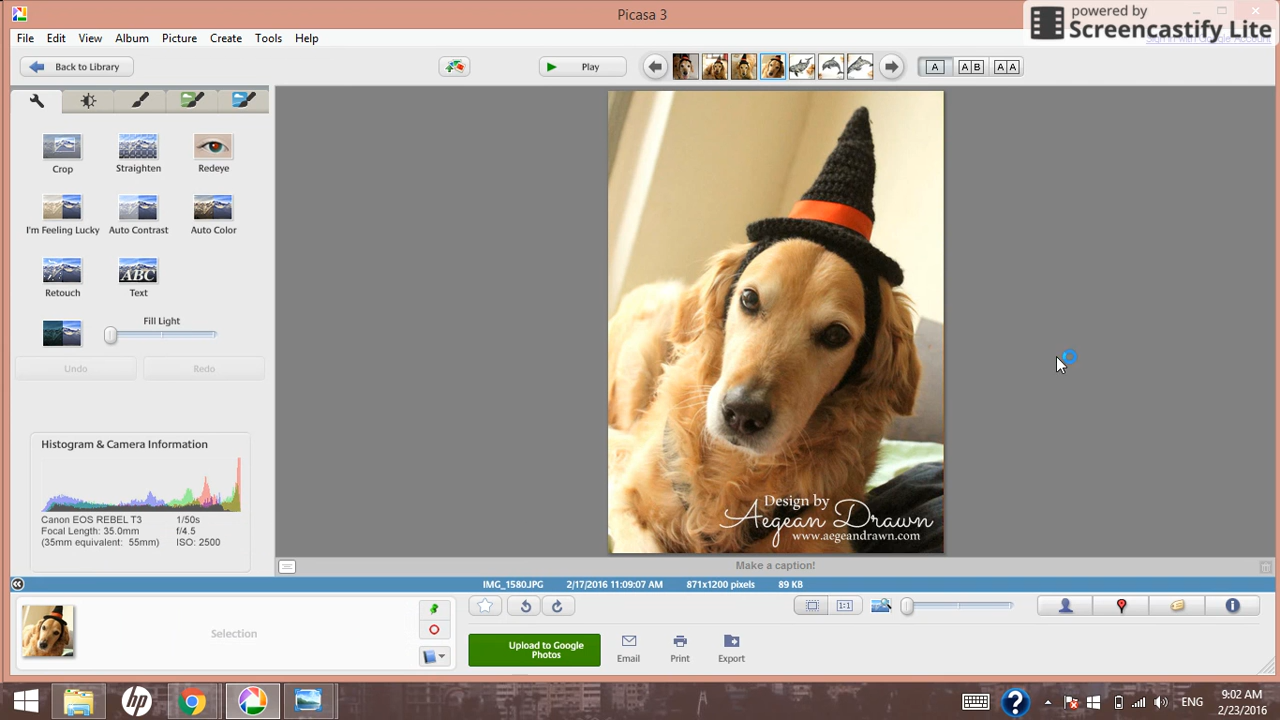 Picasa 3
powered by
Screencastify Lite
File Edit View Album Picture Create Tools Help
Back to Library
Play
A
A B
A A
Crop Straighten Redeye
I'm Feeling Lucky Auto Contrast Auto Color
Retouch Text
ABC
Fill Light
Undo Redo
Histogram & Camera Information
Canon EOS REBEL T3 1/50s
Focal Length: 35.0mm f/4.5
(35mm equivalent: 55mm) ISO: 2500
Design by
Aegean Drawn
www.aegeandrawn.com
Make a caption!
IMG_1580.JPG 2/17/2016 11:09:07 AM 871x1200 pixels 89 KB
1:1
Selection
Upload to Google
Photos
Email Print Export
hp
?
ENG
9:02 AM
2/23/2016